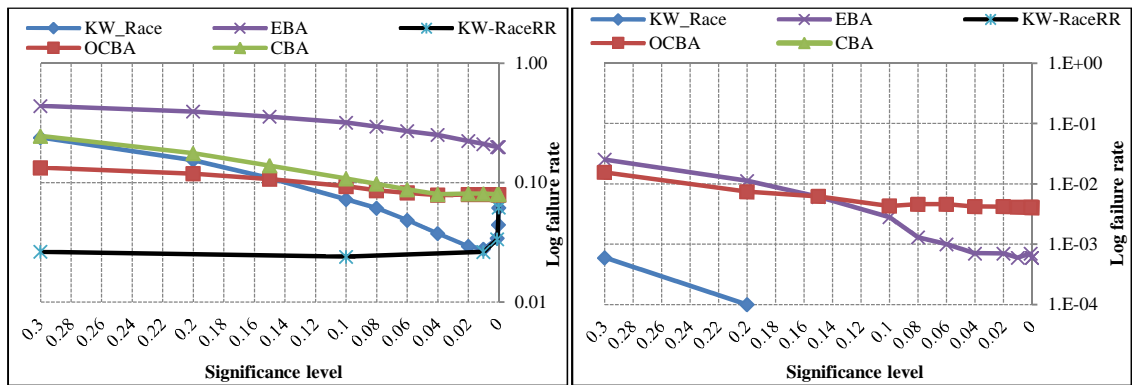 KW_Race EBA KW-RaceRR
OCBA CBA
1.00
0.10
0.01
Log failure rate
0.3 0.28 0.26 0.24 0.22 0.2 0.18 0.16 0.14 0.12 0.1 0.08 0.06 0.04 0.02 0
Significance level
KW_Race EBA KW-RaceRR
OCBA CBA
1.E+00
1.E-01
1.E-02
1.E-03
1.E-04
Log failure rate
0.3 0.28 0.26 0.24 0.22 0.2 0.18 0.16 0.14 0.12 0.1 0.08 0.06 0.04 0.02 0
Significance level